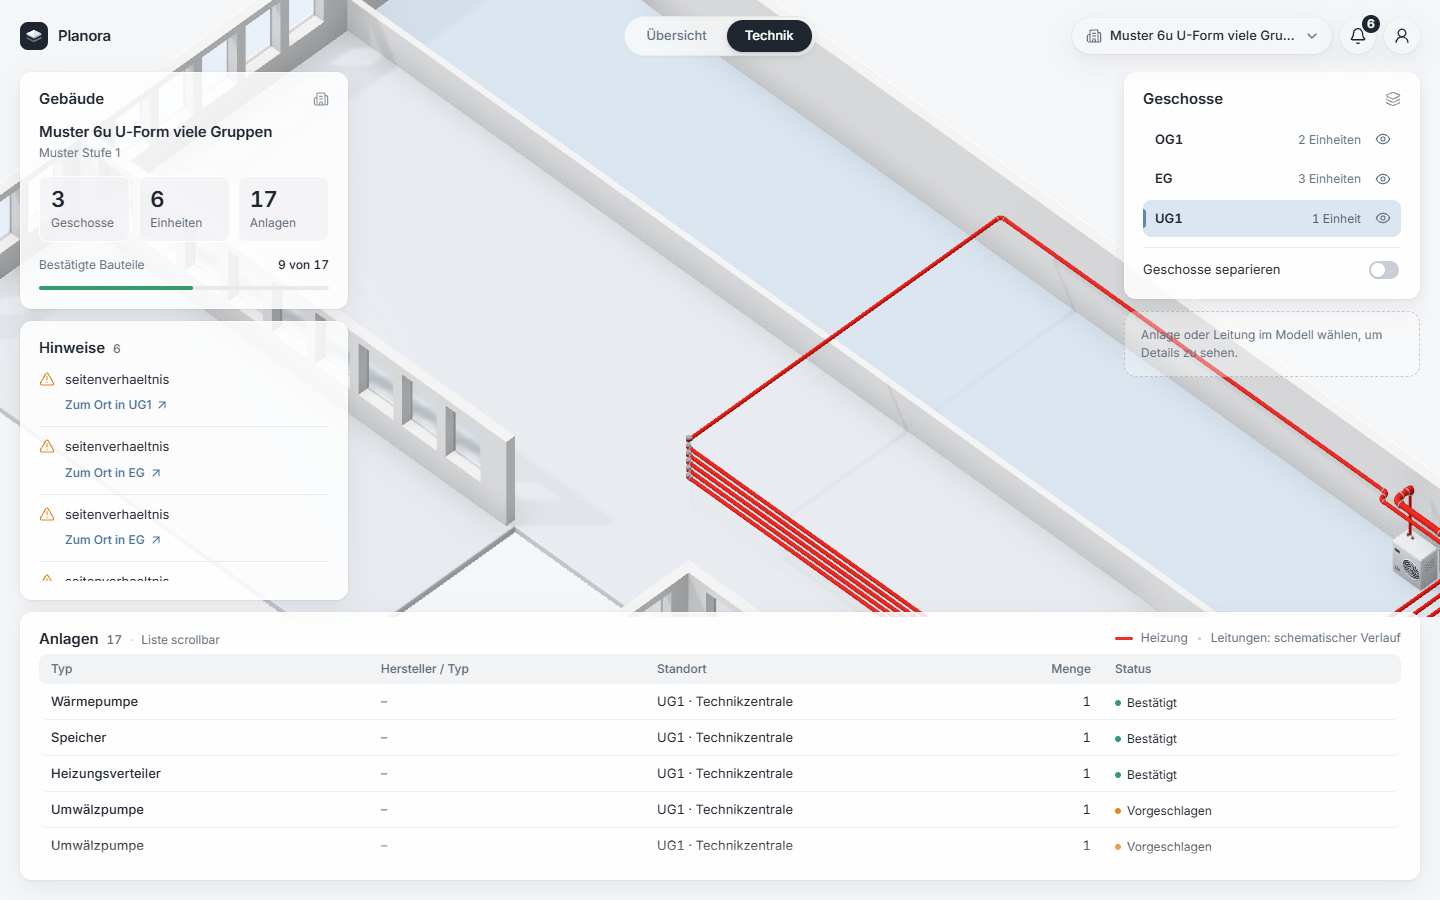 Planora
Übersicht
Technik
Muster 6u U-Form viele Gru...
6
Gebäude
Muster 6u U-Form viele Gruppen
Muster Stufe 1
3
Geschosse
6
Einheiten
17
Anlagen
Bestätigte Bauteile
9 von 17
Hinweise 6
seitenverhaeltnis
Zum Ort in UG1
seitenverhaeltnis
Zum Ort in EG
seitenverhaeltnis
Zum Ort in EG
seitenverhaeltnis
Geschosse
OG1 2 Einheiten
EG 3 Einheiten
UG1 1 Einheit
Geschosse separieren
Anlage oder Leitung im Modell wählen, um
Details zu sehen.
Anlagen 17 · Liste scrollbar
Heizung · Leitungen: schematischer Verlauf
Typ Hersteller / Typ Standort Menge Status
Wärmepumpe – UG1 · Technikzentrale 1 Bestätigt
Speicher – UG1 · Technikzentrale 1 Bestätigt
Heizungsverteiler – UG1 · Technikzentrale 1 Bestätigt
Umwälzpumpe – UG1 · Technikzentrale 1 Vorgeschlagen
Umwälzpumpe – UG1 · Technikzentrale 1 Vorgeschlagen